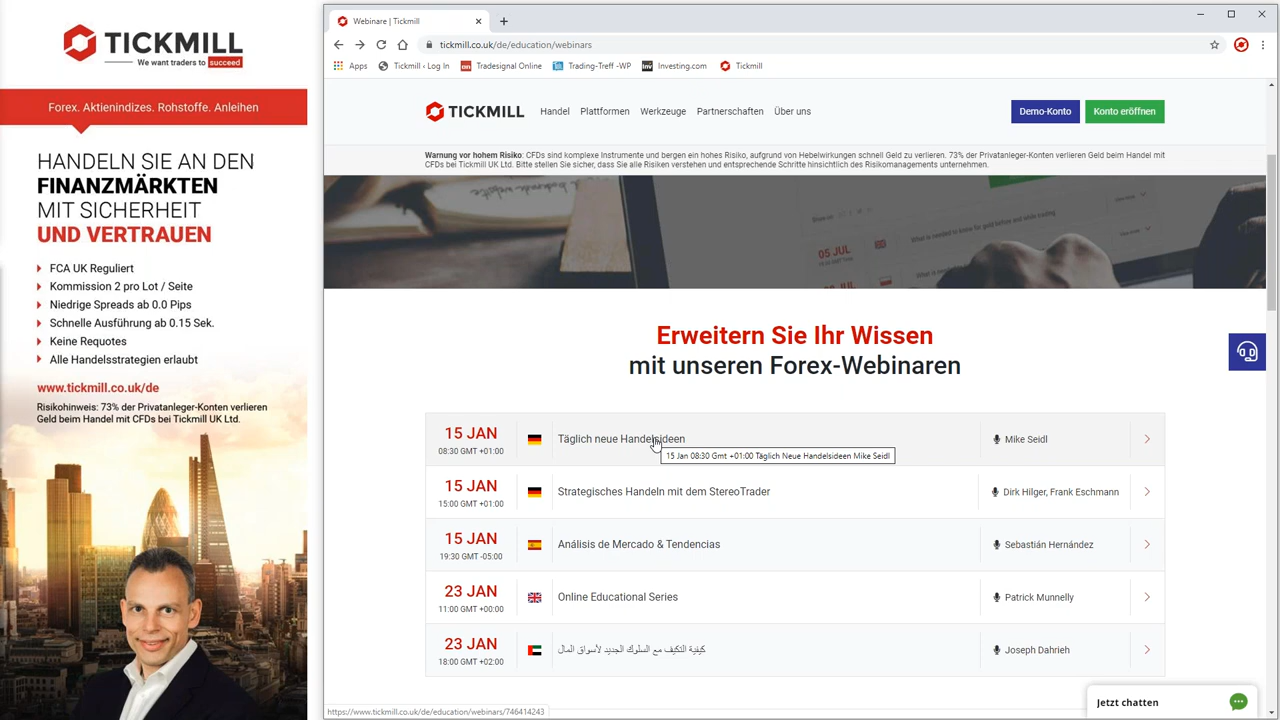 TICKMILL
We want traders to succeed
Forex. Aktienindizes. Rohstoffe. Anleihen
HANDELN SIE AN DEN
FINANZMÄRKTEN
MIT SICHERHEIT
UND VERTRAUEN
FCA UK Reguliert
Kommission 2 pro Lot / Seite
Niedrige Spreads ab 0.0 Pips
Schnelle Ausführung ab 0.15 Sek.
Keine Requotes
Alle Handelsstrategien erlaubt
www.tickmill.co.uk/de
Risikohinweis: 73% der Privatanleger-Konten verlieren
Geld beim Handel mit CFDs bei Tickmill UK Ltd.
Webinare | Tickmill
tickmill.co.uk/de/education/webinars
Apps Tickmill ‹ Log In Tradesignal Online Trading-Treff -WP Investing.com Tickmill
TICKMILL Handel Plattformen Werkzeuge Partnerschaften Über uns Demo-Konto Konto eröffnen
Warnung vor hohem Risiko: CFDs sind komplexe Instrumente und bergen ein hohes Risiko, aufgrund von Hebelwirkungen schnell Geld zu verlieren. 73% der Privatanleger-Konten verlieren Geld beim Handel mit
CFDs bei Tickmill UK Ltd. Bitte stellen Sie sicher, dass Sie alle Risiken verstehen und entsprechende Schritte hinsichtlich des Risikomanagements unternehmen.
05 JUL
Erweitern Sie Ihr Wissen
mit unseren Forex-Webinaren
15 JAN
08:30 GMT +01:00
Täglich neue Handelsideen
Mike Seidl
15 Jan 08:30 Gmt +01:00 Täglich Neue Handelsideen Mike Seidl
15 JAN
15:00 GMT +01:00
Strategisches Handeln mit dem StereoTrader
Dirk Hilger, Frank Eschmann
15 JAN
19:30 GMT -05:00
Análisis de Mercado & Tendencias
Sebastián Hernández
23 JAN
11:00 GMT +00:00
Online Educational Series
Patrick Munnelly
23 JAN
18:00 GMT +02:00
كيفية التكيف مع السلوك الجديد لأسواق المال
Joseph Dahrieh
https://www.tickmill.co.uk/de/education/webinars/746414243
Jetzt chatten